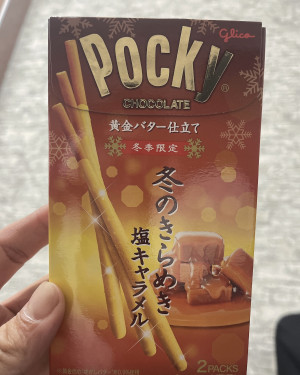 glico
POCKY
®
CHOCOLATE
黄金バター仕立て
冬季限定
冬のきらめき
塩キャラメル
2 PACKS